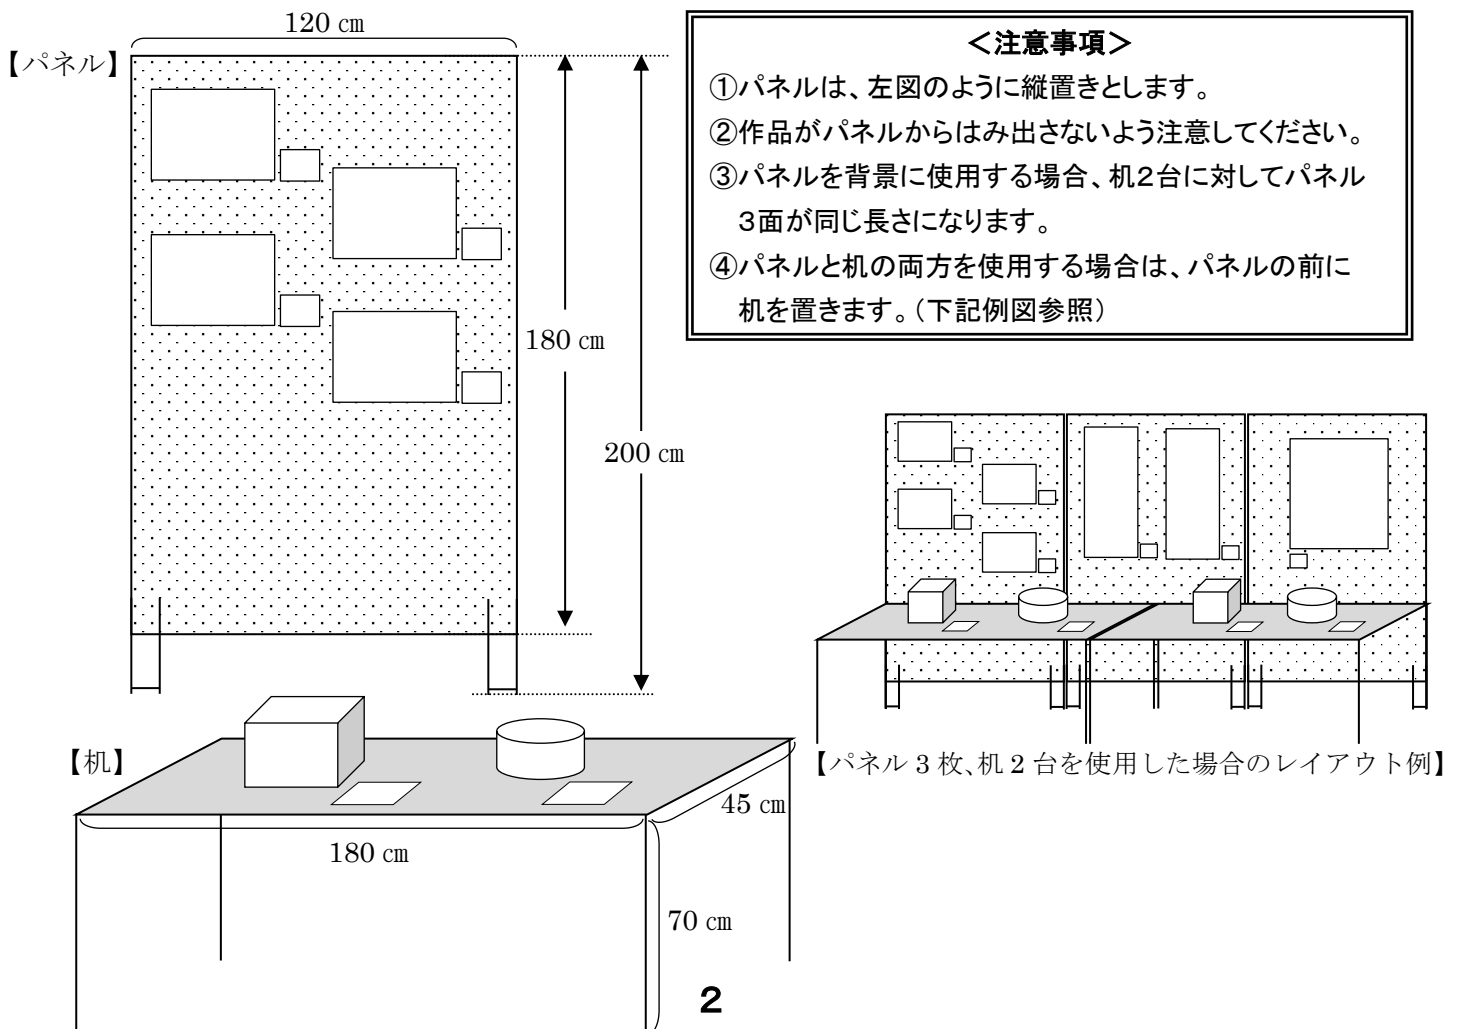 120 ㎝
【パネル】
180 ㎝
200 ㎝
＜注意事項＞
①パネルは、左図のように縦置きとします。
②作品がパネルからはみ出さないよう注意してください。
③パネルを背景に使用する場合、机２台に対してパネル
３面が同じ長さになります。
④パネルと机の両方を使用する場合は、パネルの前に
机を置きます。（下記例図参照）
【パネル 3 枚、机 2 台を使用した場合のレイアウト例】
【机】
45 ㎝
180 ㎝
70 ㎝
2